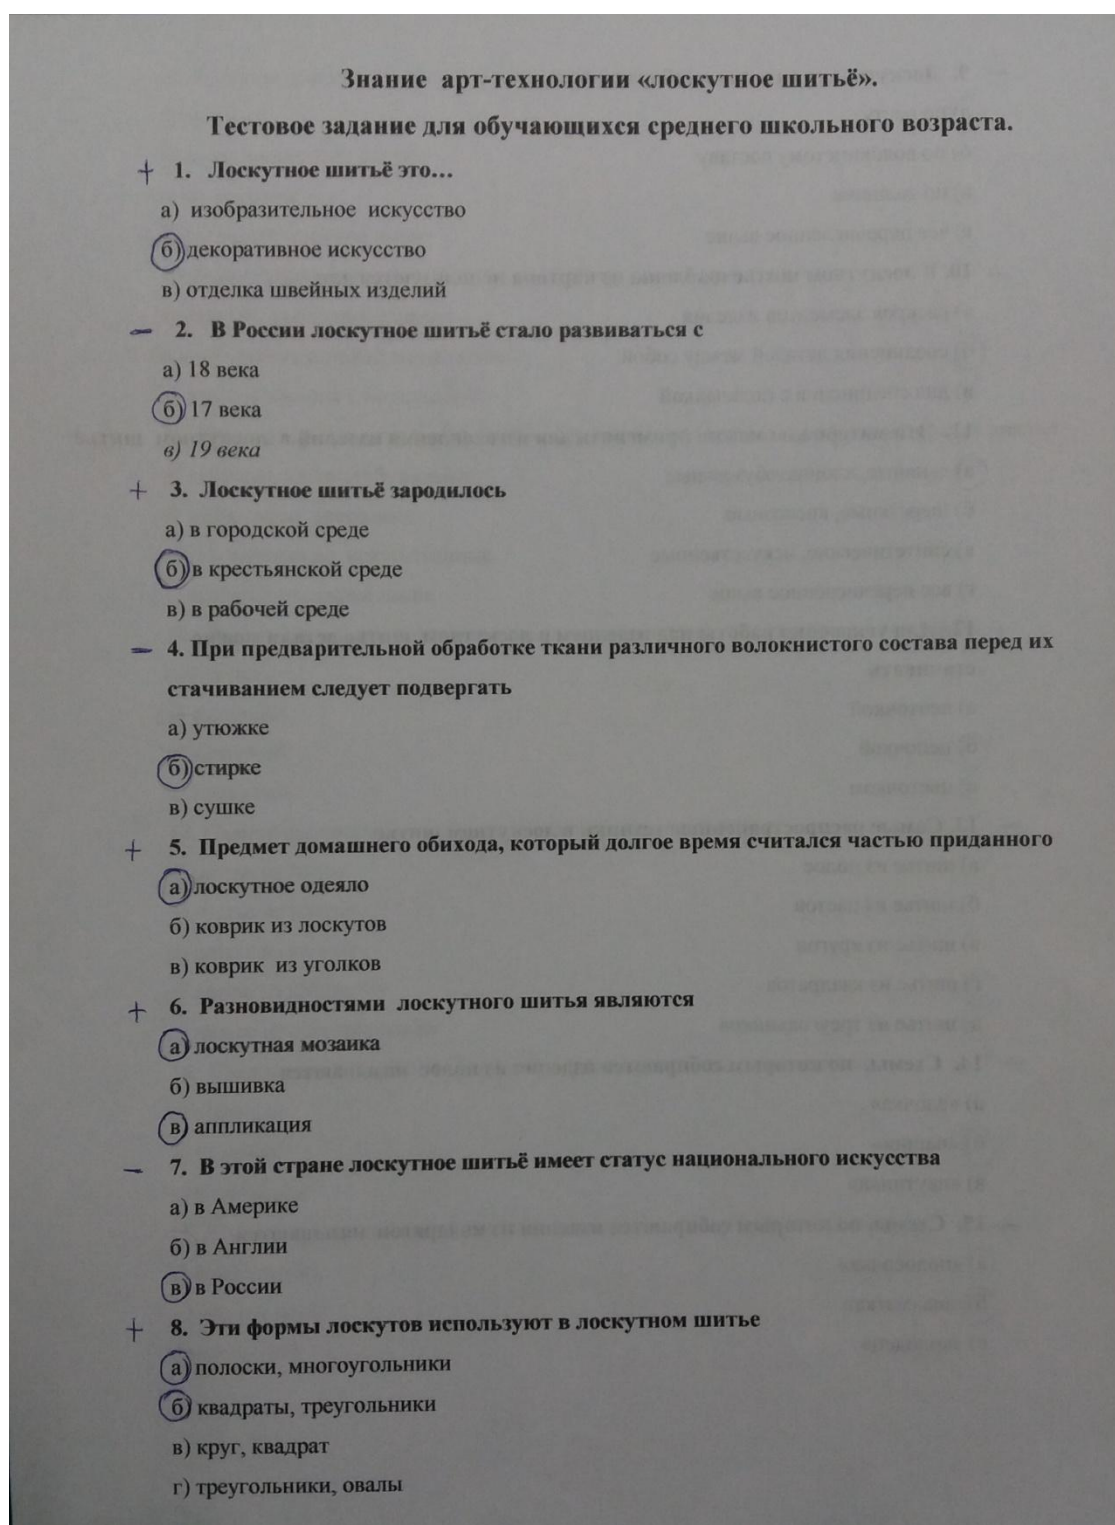 Знание арт-технологии «лоскутное шитьё».
Тестовое задание для обучающихся среднего школьного возраста.
+ 1. Лоскутное шитьё это...
а) изобразительное искусство
б) декоративное искусство
в) отделка швейных изделий
– 2. В России лоскутное шитьё стало развиваться с
а) 18 века
б) 17 века
в) 19 века
+ 3. Лоскутное шитьё зародилось
а) в городской среде
б) в крестьянской среде
в) в рабочей среде
– 4. При предварительной обработке ткани различного волокнистого состава перед их
стачиванием следует подвергать
а) утюжке
б) стирке
в) сушке
+ 5. Предмет домашнего обихода, который долгое время считался частью приданного
а) лоскутное одеяло
б) коврик из лоскутов
в) коврик из уголков
+ 6. Разновидностями лоскутного шитья являются
а) лоскутная мозаика
б) вышивка
в) аппликация
– 7. В этой стране лоскутное шитьё имеет статус национального искусства
а) в Америке
б) в Англии
в) в России
+ 8. Эти формы лоскутов используют в лоскутном шитье
а) полоски, многоугольники
б) квадраты, треугольники
в) круг, квадрат
г) треугольники, овалы